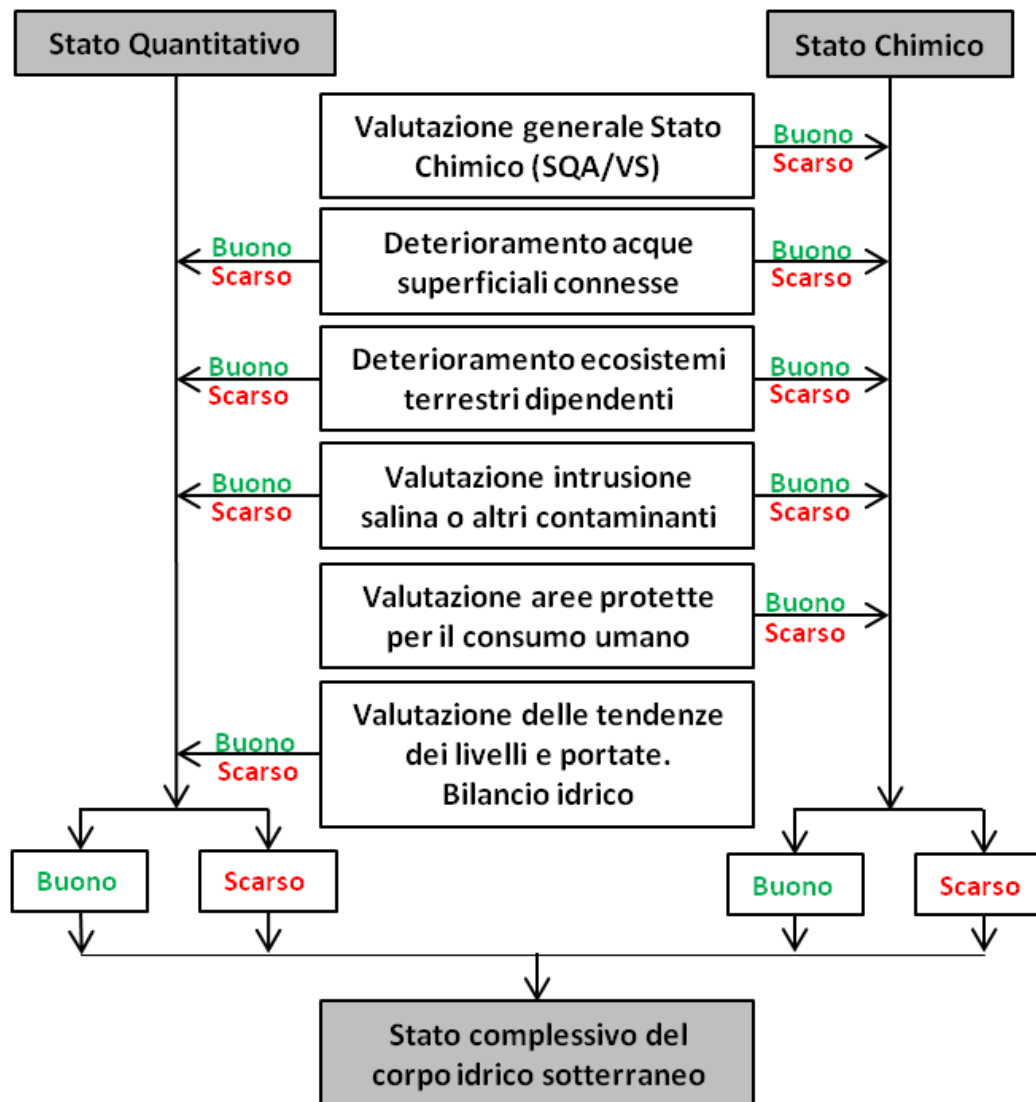 Stato Quantitativo
Stato Chimico
Valutazione generale Stato
Chimico (SQA/VS)
Buono
Scarso
Buono
Scarso
Deterioramento acque
superficiali connesse
Buono
Scarso
Buono
Scarso
Deterioramento ecosistemi
terrestri dipendenti
Buono
Scarso
Buono
Scarso
Valutazione intrusione
salina o altri contaminanti
Buono
Scarso
Valutazione aree protette
per il consumo umano
Buono
Scarso
Buono
Scarso
Valutazione delle tendenze
dei livelli e portate.
Bilancio idrico
Buono
Scarso
Buono
Scarso
Stato complessivo del
corpo idrico sotterraneo